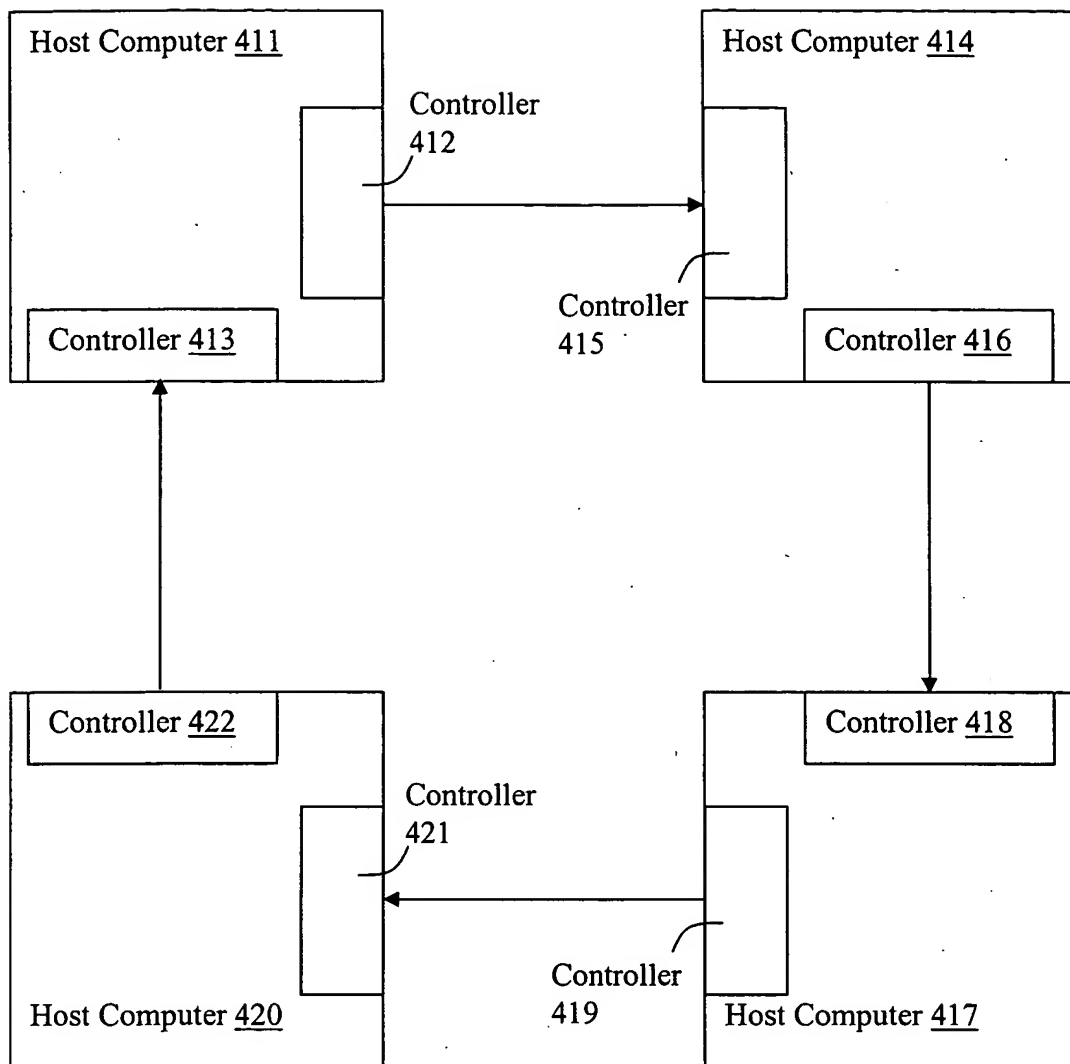 Host Computer 411
Host Computer 414
Controller
412
Controller
415
Controller 413
Controller 416
Controller 422
Controller 418
Controller
421
Controller
419
Host Computer 420
Host Computer 417